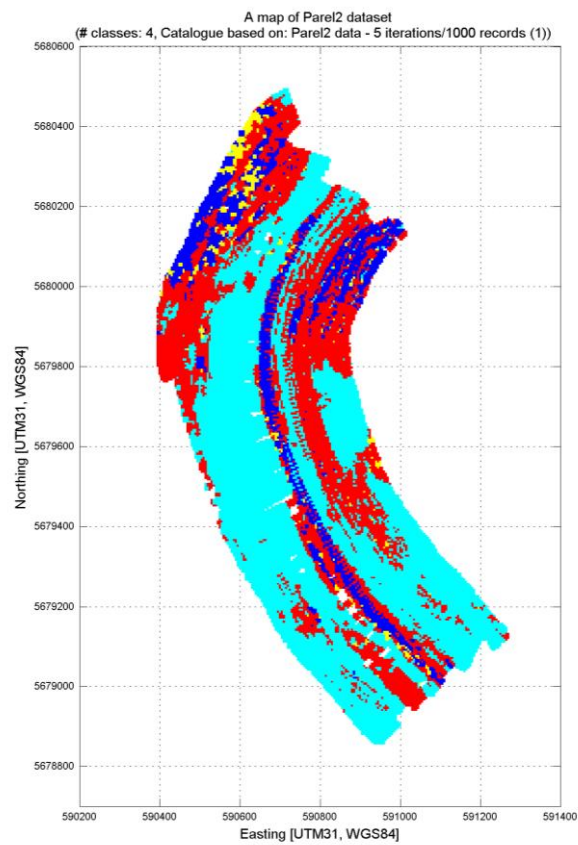 A map of Parel2 dataset
(# classes: 4, Catalogue based on: Parel2 data - 5 iterations/1000 records (1))
5680600
5680400
5680200
5680000
5679800
5679600
5679400
5679200
5679000
5678800
Northing [UTM31, WGS84]
590200 590400 590600 590800 591000 591200 591400
Easting [UTM31, WGS84]